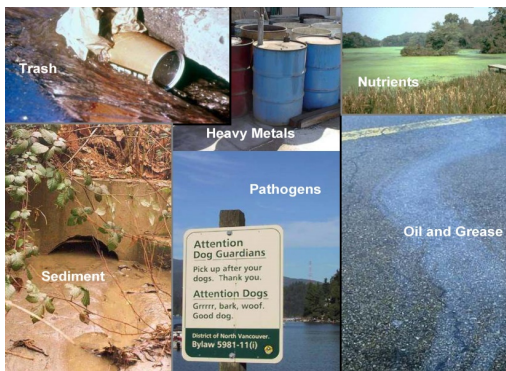 Trash
Heavy Metals
Nutrients
Sediment
Pathogens
Oil and Grease
Attention
Dog Guardians
Pick up after your
dogs. Thank you.
Attention Dogs
Grrrrr, bark, woof.
Good dog.
District of North Vancouver.
Bylaw 5981-11(i)